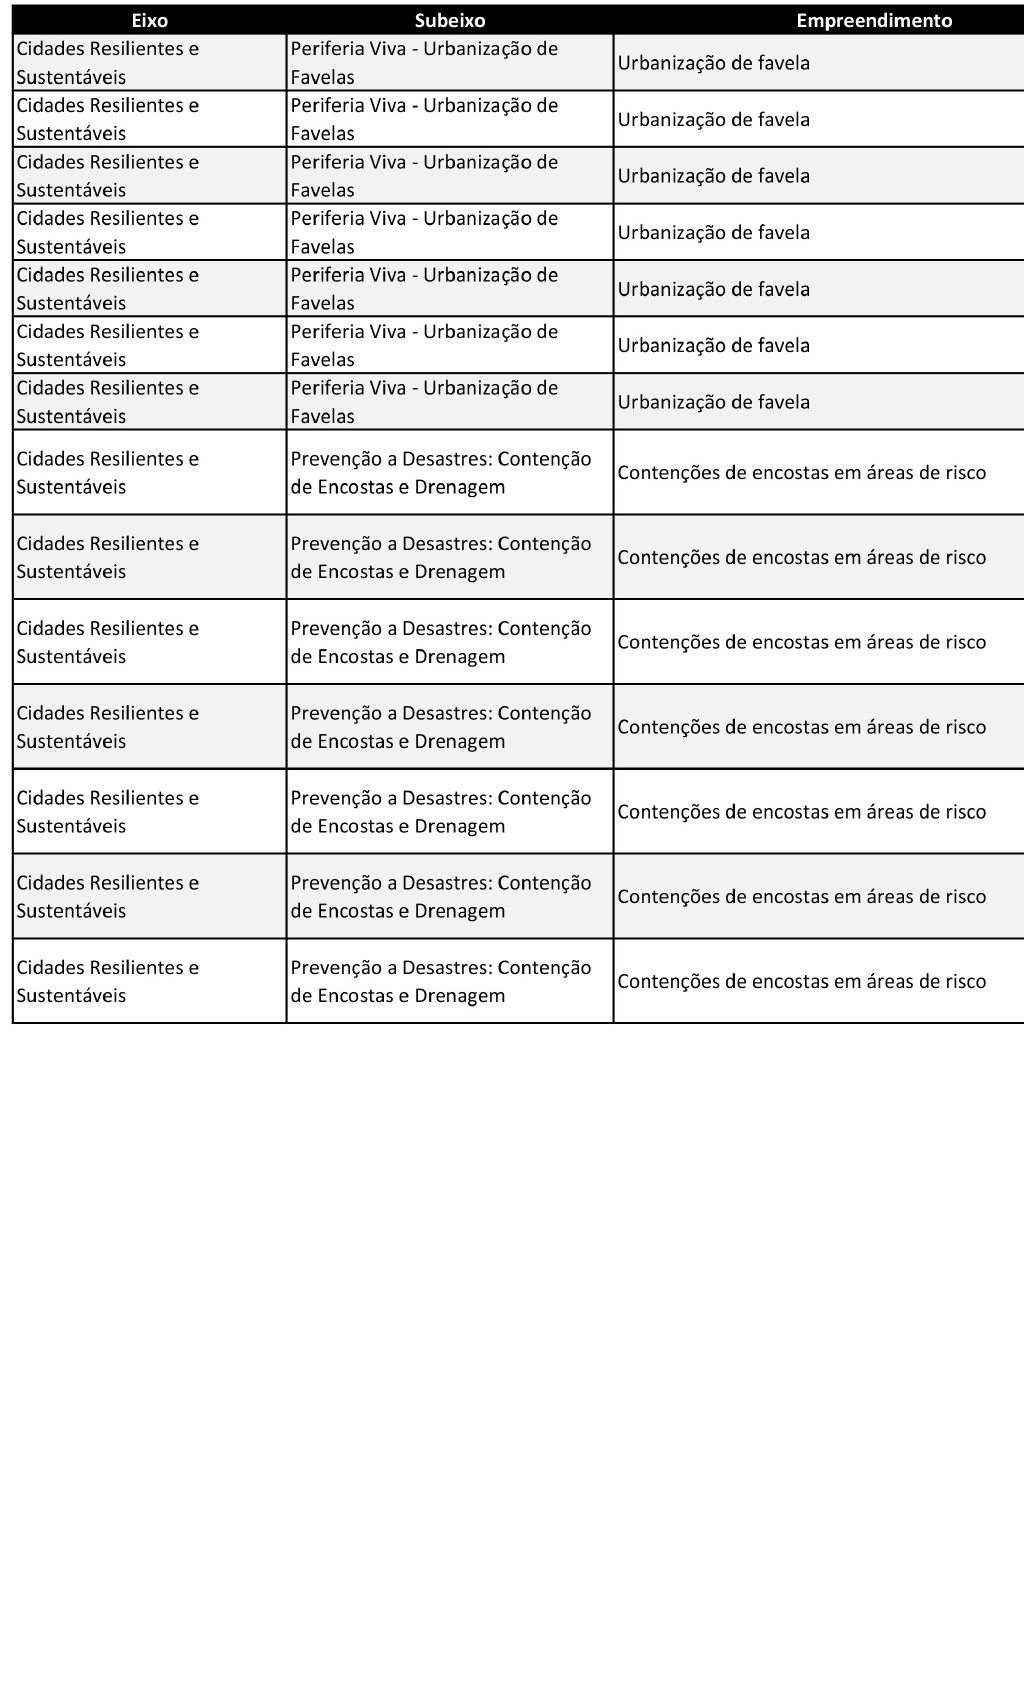 Eixo Subeixo Empreendimento
Cidades Resilientes e Periferia Viva - Urbanização de
Sustentáveis Favelas Urbanização de favela
Cidades Resilientes e Periferia Viva - Urbanização de
Sustentáveis Favelas Urbanização de favela
Cidades Resilientes e Periferia Viva - Urbanização de
Sustentáveis Favelas Urbanização de favela
Cidades Resilientes e Periferia Viva - Urbanização de
Sustentáveis Favelas Urbanização de favela
Cidades Resilientes e Periferia Viva - Urbanização de
Sustentáveis Favelas Urbanização de favela
Cidades Resilientes e Periferia Viva - Urbanização de
Sustentáveis Favelas Urbanização de favela
Cidades Resilientes e Periferia Viva - Urbanização de
Sustentáveis Favelas Urbanização de favela
Cidades Resilientes e Prevenção a Desastres: Contenção
Sustentáveis de Encostas e Drenagem Contenções de encostas em áreas de risco
Cidades Resilientes e Prevenção a Desastres: Contenção
Sustentáveis de Encostas e Drenagem Contenções de encostas em áreas de risco
Cidades Resilientes e Prevenção a Desastres: Contenção
Sustentáveis de Encostas e Drenagem Contenções de encostas em áreas de risco
Cidades Resilientes e Prevenção a Desastres: Contenção
Sustentáveis de Encostas e Drenagem Contenções de encostas em áreas de risco
Cidades Resilientes e Prevenção a Desastres: Contenção
Sustentáveis de Encostas e Drenagem Contenções de encostas em áreas de risco
Cidades Resilientes e Prevenção a Desastres: Contenção
Sustentáveis de Encostas e Drenagem Contenções de encostas em áreas de risco
Cidades Resilientes e Prevenção a Desastres: Contenção
Sustentáveis de Encostas e Drenagem Contenções de encostas em áreas de risco